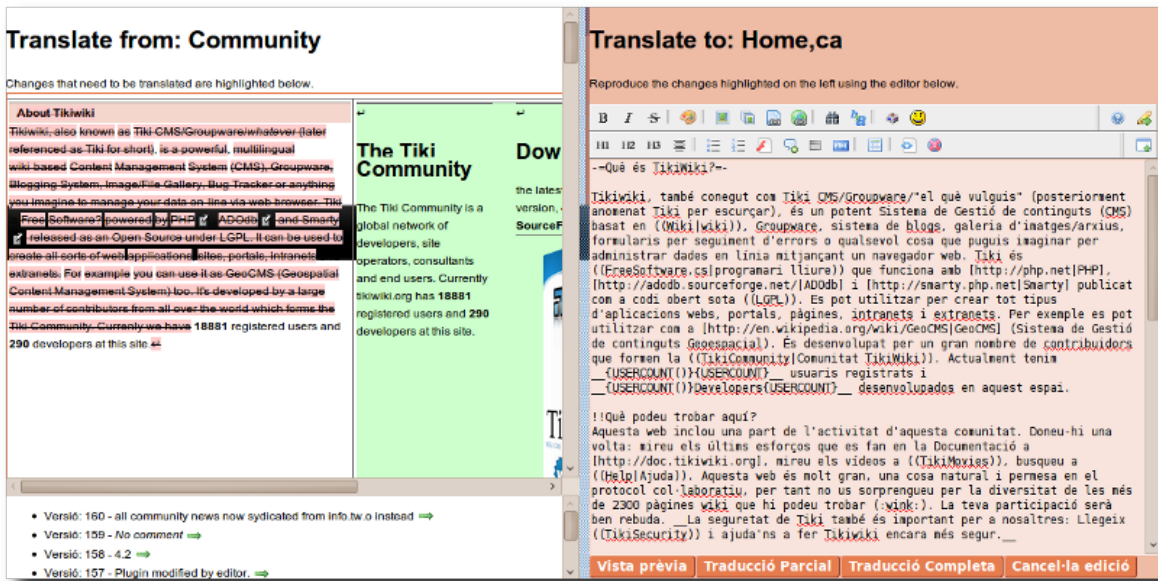 Translate from: Community
Changes that need to be translated are highlighted below.
About Tikiwiki
Tikiwiki, also known as Tiki CMS/Groupware/whatever (later
referenced as Tiki for short), is a powerful, multilingual
wiki-based Content Management System (CMS), Groupware,
Blogging System, Image/File Gallery, Bug Tracker or anything
you imagine to manage your data on-line via web browser. Tiki
Free Software? powered by PHP ADOdb and Smarty
released as an Open Source under LGPL. It can be used to
create all sorts of web applications sites, portals, intranets
extranets. For example you can use it as GeoCMS (Geospatial
Content Management System) too. It's developed by a large
number of contributors from all over the world which forms the
Tiki Community. Currenly we have 18881 registered users and
290 developers at this site.↵
↵
The Tiki
Community
The Tiki Community is a
global network of
developers, site
operators, consultants
and end users. Currently
tikiwiki.org has 18881
registered users and 290
developers at this site.
↵
Dow
the lates
version,
SourceF
Ti
Versió: 160 - all community news now sydicated from info.tw.o instead
Versió: 159 - No comment
Versió: 158 - 4.2
Versió: 157 - Plugin modified by editor.
Translate to: Home,ca
Reproduce the changes highlighted on the left using the editor below.
B I S
H1 H2 H3
-=Què és TikiWiki?=-
Tikiwiki, també conegut com Tiki CMS/Groupware/"el què vulguis" (posteriorment
anomenat Tiki per escurçar), és un potent Sistema de Gestió de continguts (CMS)
basat en ((Wiki|wiki)), Groupware, sistema de blogs, galeria d'imatges/arxius,
formularis per seguiment d'errors o qualsevol cosa que puguis imaginar per
administrar dades en línia mitjançant un navegador web. Tiki és
((FreeSoftware.cs|programari lliure)) que funciona amb [http://php.net|PHP],
[http://adodb.sourceforge.net/|ADOdb] i [http://smarty.php.net|Smarty] publicat
com a codi obert sota ((LGPL)). Es pot utilitzar per crear tot tipus
d'aplicacions webs, portals, pàgines, intranets i extranets. Per exemple es pot
utilitzar com a [http://en.wikipedia.org/wiki/GeoCMS|GeoCMS] (Sistema de Gestió
de continguts Geoespacial). És desenvolupat per un gran nombre de contribuidors
que formen la ((TikiCommunity|Comunitat TikiWiki)). Actualment tenim
__{USERCOUNT()}{USERCOUNT}__ usuaris registrats i
__{USERCOUNT()}Developers{USERCOUNT}__ desenvolupados en aquest espai.
!!Què podeu trobar aquí?
Aquesta web inclou una part de l'activitat d'aquesta comunitat. Doneu-hi una
volta: mireu els últims esforços que es fan en la Documentació a
[http://doc.tikiwiki.org], mireu els vídeos a ((TikiMovies)), busqueu a
((Help|Ajuda)). Aquesta web és molt gran, una cosa natural i permesa en el
protocol col·laboratiu, per tant no us sorprengueu per la diversitat de les més
de 2300 pàgines wiki que hi podeu trobar (:wink:). La teva participació serà
ben rebuda. __La seguretat de Tiki també és important per a nosaltres: Llegeix
((TikiSecurity)) i ajuda'ns a fer Tikiwiki encara més segur.__
Vista prèvia Traducció Parcial Traducció Completa Cancel·la edició